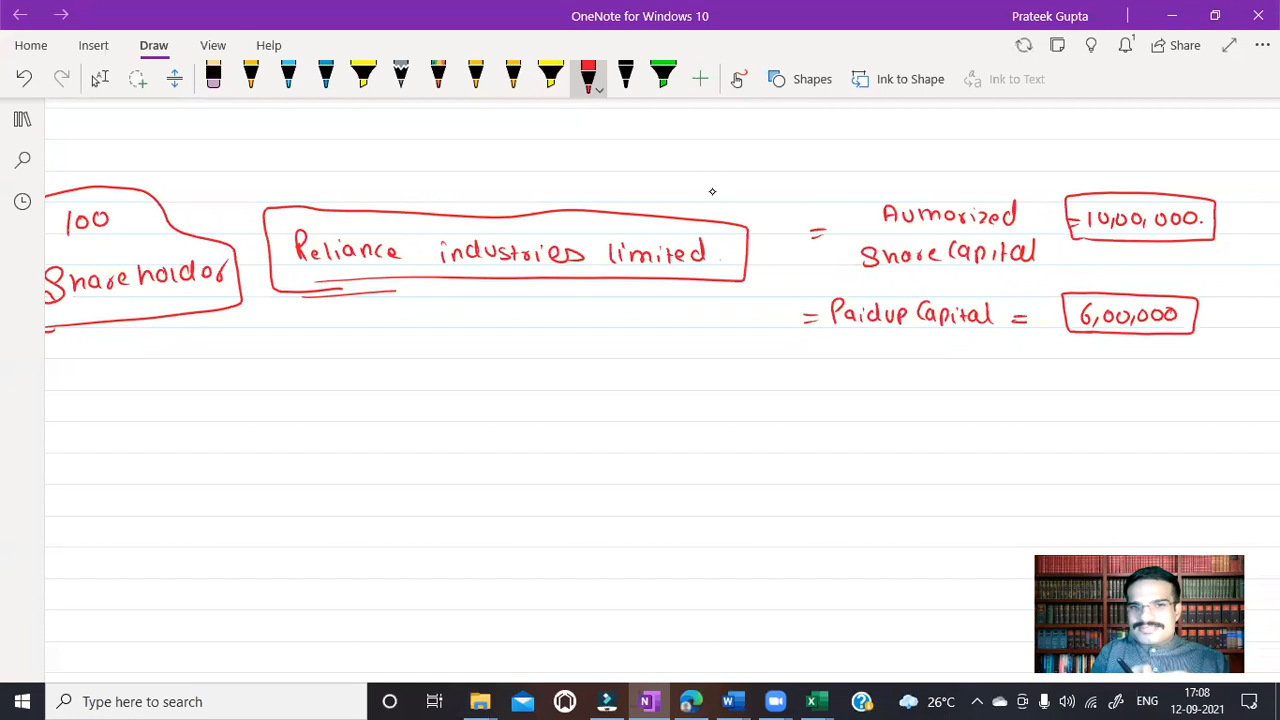 OneNote for Windows 10
Prateek Gupta
Home Insert Draw View Help
Share
Shapes
Ink to Shape
Ink to Text
100
Shareholdor
Reliance industries limited
= Aumorized = 10,00,000.
Share Capital
= Paidup Capital = 6,00,000
Type here to search
26°C
ENG
17:08
12-09-2021